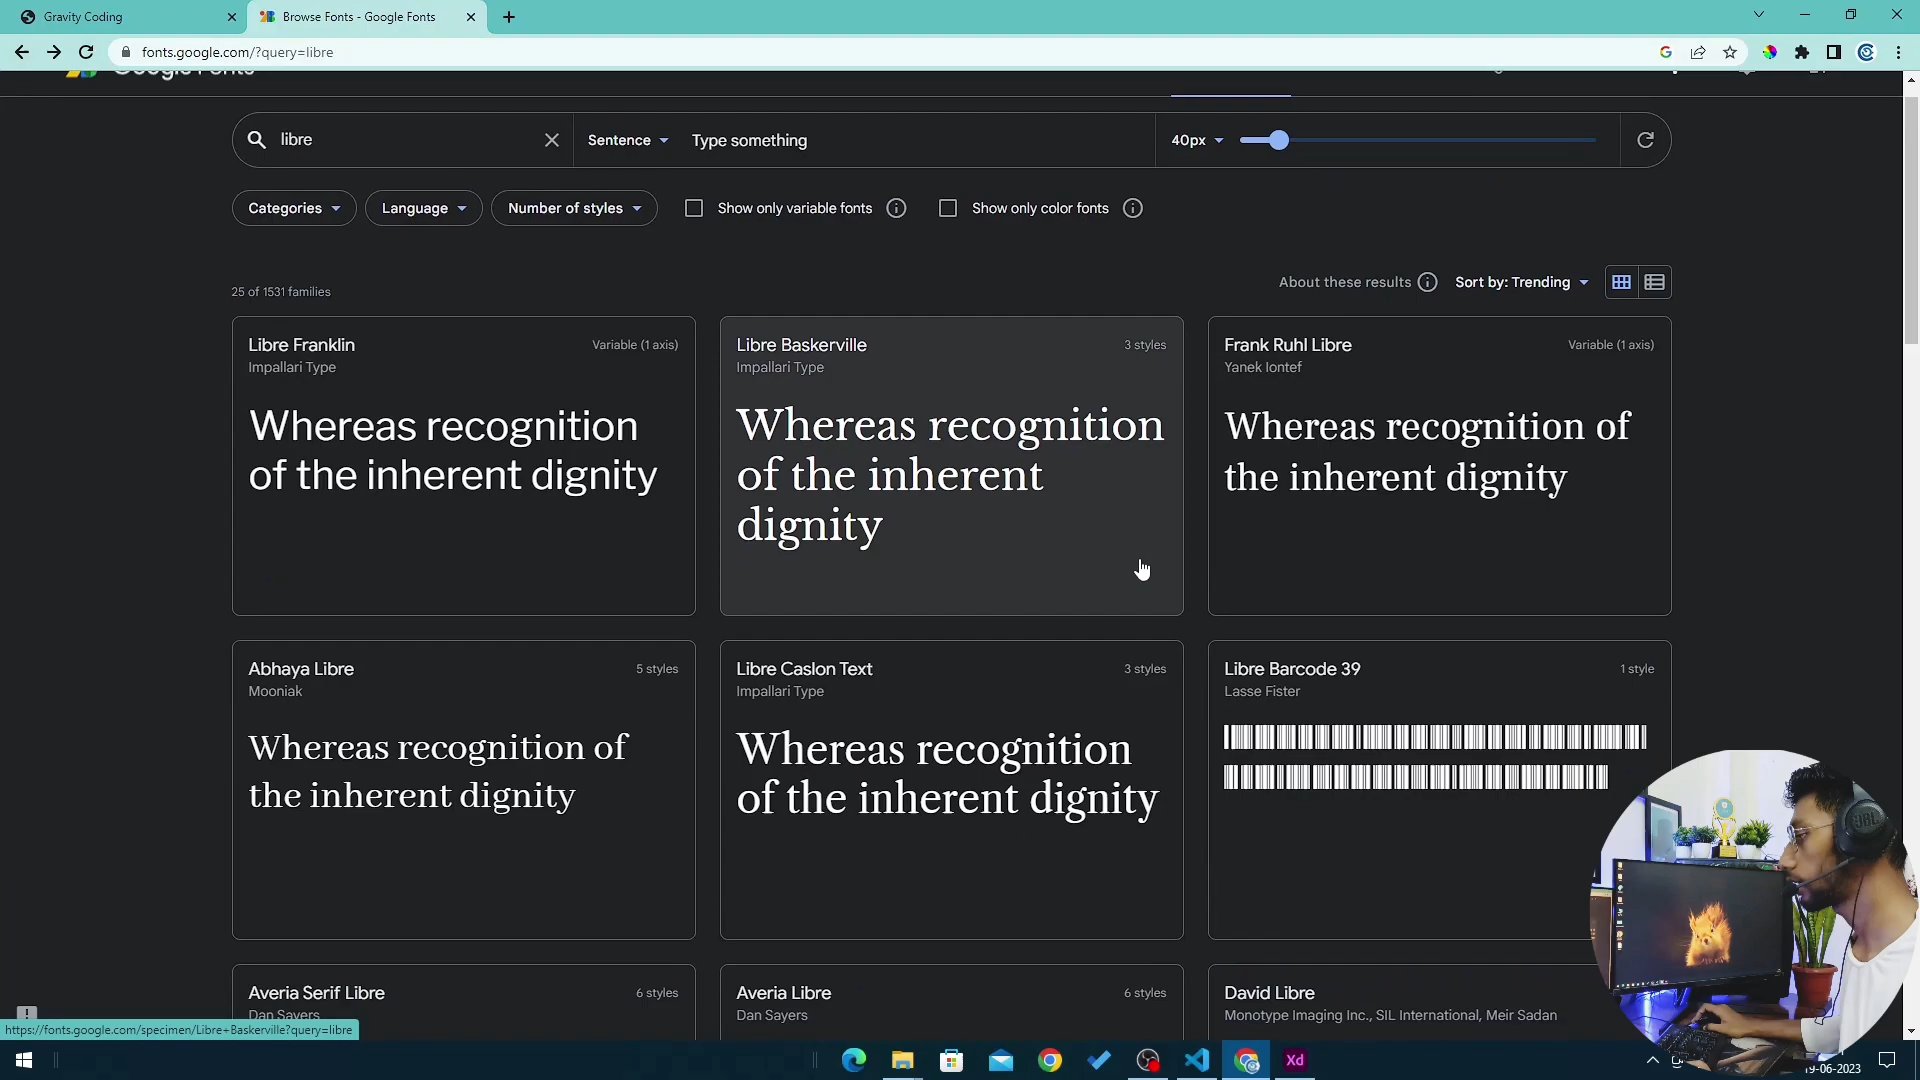 Gravity Coding
Browse Fonts - Google Fonts
fonts.google.com/?query=libre
Google Fonts
libre
Sentence
Type something
40px
Categories
Language
Number of styles
Show only variable fonts
Show only color fonts
25 of 1531 families
About these results
Sort by: Trending
Libre Franklin
Variable (1 axis)
Impallari Type
Whereas recognition
of the inherent dignity
Libre Baskerville
3 styles
Impallari Type
Whereas recognition
of the inherent
dignity
Frank Ruhl Libre
Variable (1 axis)
Yanek Iontef
Whereas recognition of
the inherent dignity
Abhaya Libre
5 styles
Mooniak
Whereas recognition of
the inherent dignity
Libre Caslon Text
3 styles
Impallari Type
Whereas recognition
of the inherent dignity
Libre Barcode 39
1 style
Lasse Fister
Averia Serif Libre
6 styles
Dan Sayers
Averia Libre
6 styles
Dan Sayers
David Libre
Monotype Imaging Inc., SIL International, Meir Sadan
https://fonts.google.com/specimen/Libre+Baskerville?query=libre
Xd
19-06-2023
JBL